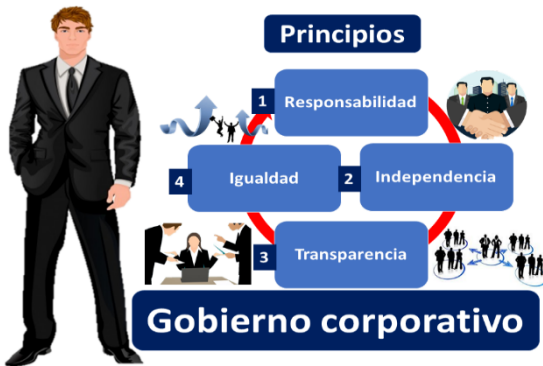 Principios
1 Responsabilidad
2 Independencia
3 Transparencia
4 Igualdad
Gobierno corporativo